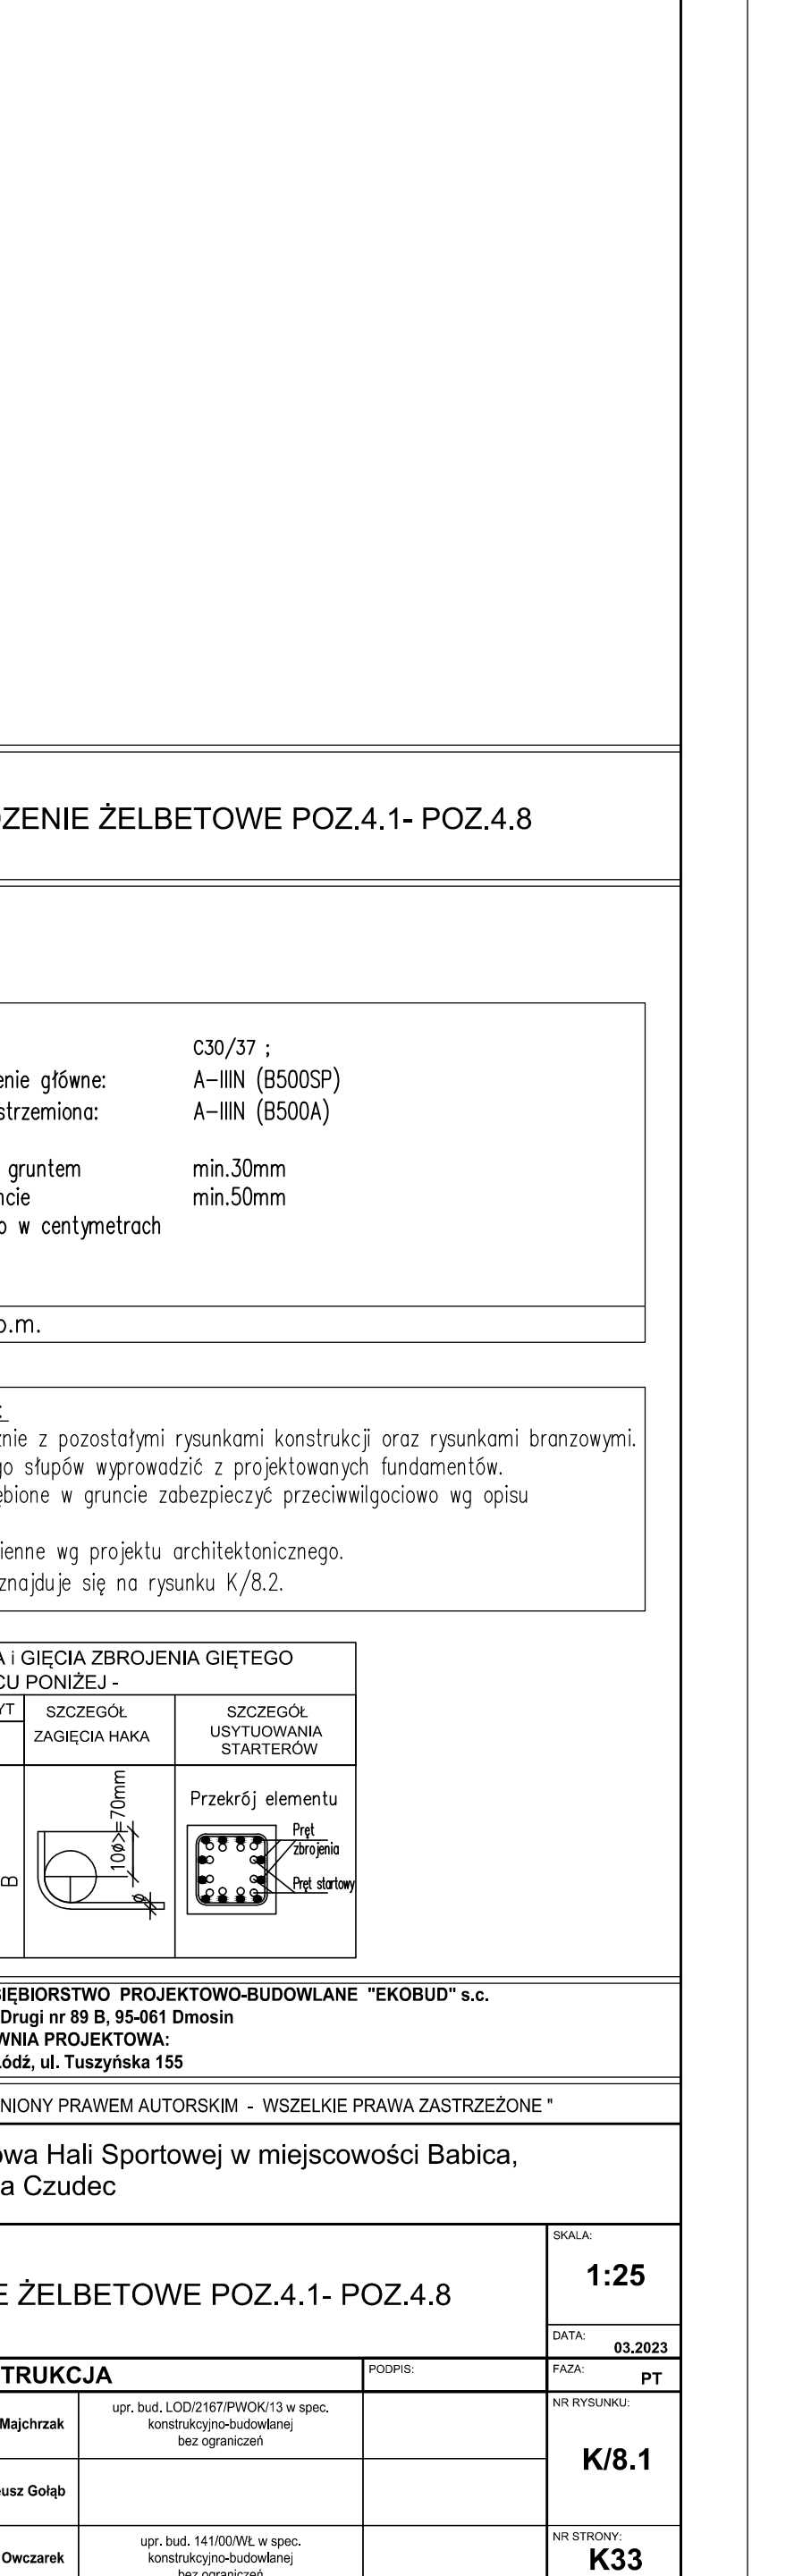 ZENIE ŻELBETOWE POZ.4.1- POZ.4.8
C30/37 ;
enie główne: A-IIIN (B500SP)
strzemiona: A-IIIN (B500A)
gruntem min.30mm
ncie min.50mm
o w centymetrach
p.m.
znie z pozostałymi rysunkami konstrukcji oraz rysunkami branzowymi.
go słupów wyprowadzić z projektowanych fundamentów.
ębione w gruncie zabezpieczyć przeciwwilgociowo wg opisu
ienne wg projektu architektonicznego.
znajduje się na rysunku K/8.2.
A i GIĘCIA ZBROJENIA GIĘTEGO
CU PONIŻEJ -
YT
SZCZEGÓŁ
ZAGIĘCIA HAKA
SZCZEGÓŁ
USYTUOWANIA
STARTERÓW
B
10ø>=70mm
ø
Przekrój elementu
Pręt
zbrojenia
Pręt startowy
IĘBIORSTWO PROJEKTOWO-BUDOWLANE "EKOBUD" s.c.
Drugi nr 89 B, 95-061 Dmosin
WNIA PROJEKTOWA:
ódź, ul. Tuszyńska 155
NIONY PRAWEM AUTORSKIM - WSZELKIE PRAWA ZASTRZEŻONE "
owa Hali Sportowej w miejscowości Babica,
a Czudec
E ŻELBETOWE POZ.4.1- POZ.4.8
SKALA:
1:25
DATA:
03.2023
TRUKCJA
PODPIS:
FAZA:
PT
Majchrzak
upr. bud. LOD/2167/PWOK/13 w spec.
konstrukcyjno-budowlanej
bez ograniczeń
NR RYSUNKU:
K/8.1
eusz Gołąb
Owczarek
upr. bud. 141/00/WŁ w spec.
konstrukcyjno-budowlanej
bez ograniczeń
NR STRONY:
K33